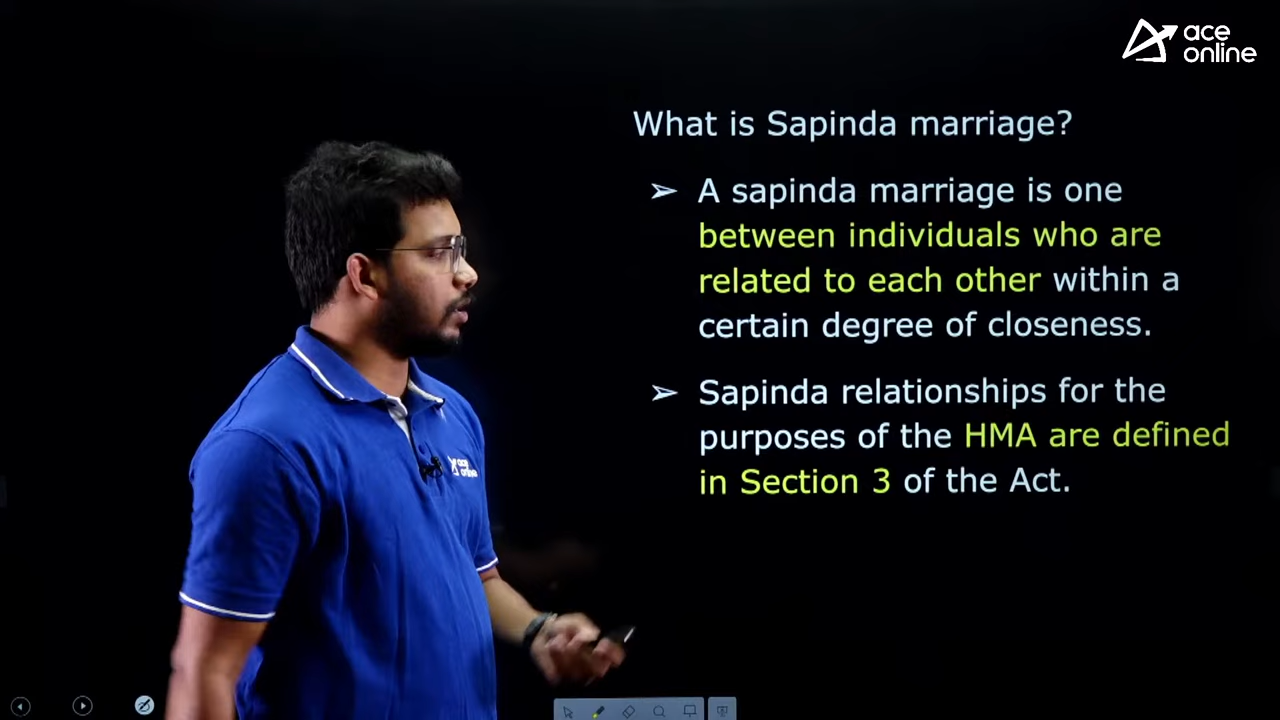 ace
online
What is Sapinda marriage?
➢ A sapinda marriage is one
between individuals who are
related to each other within a
certain degree of closeness.
➢ Sapinda relationships for the
purposes of the HMA are defined
in Section 3 of the Act.
ace
online